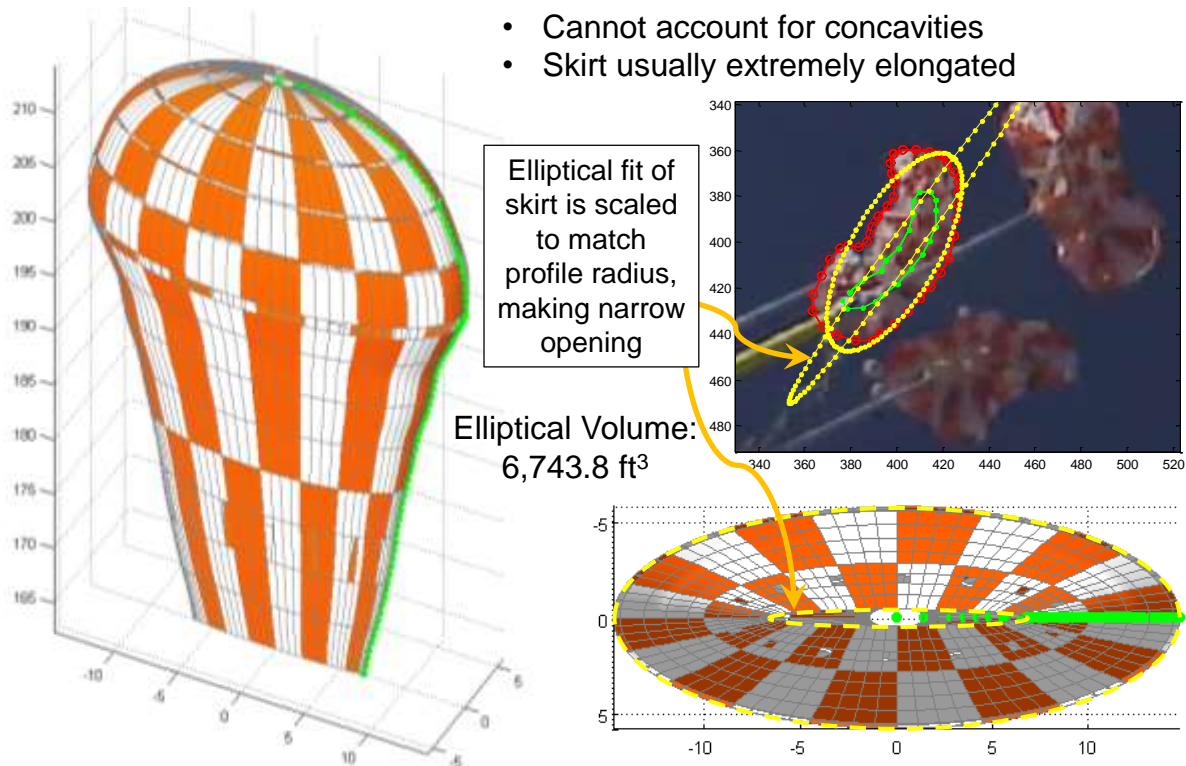 • Cannot account for concavities
• Skirt usually extremely elongated
Elliptical fit of
skirt is scaled
to match
profile radius,
making narrow
opening
Elliptical Volume:
6,743.8 ft³
210
205
200
195
190
185
180
175
170
165
-10
-5
0
5
10
5
0
-5
340
360
380
400
420
440
460
480
340 360 380 400 420 440 460 480 500 520
-5
0
5
-10 -5 0 5 10